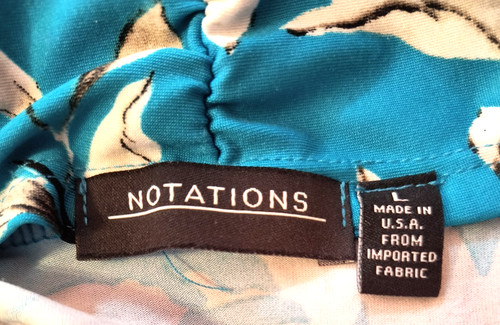 NOTATIONS
L
MADE IN
U.S.A.
FROM
IMPORTED
FABRIC